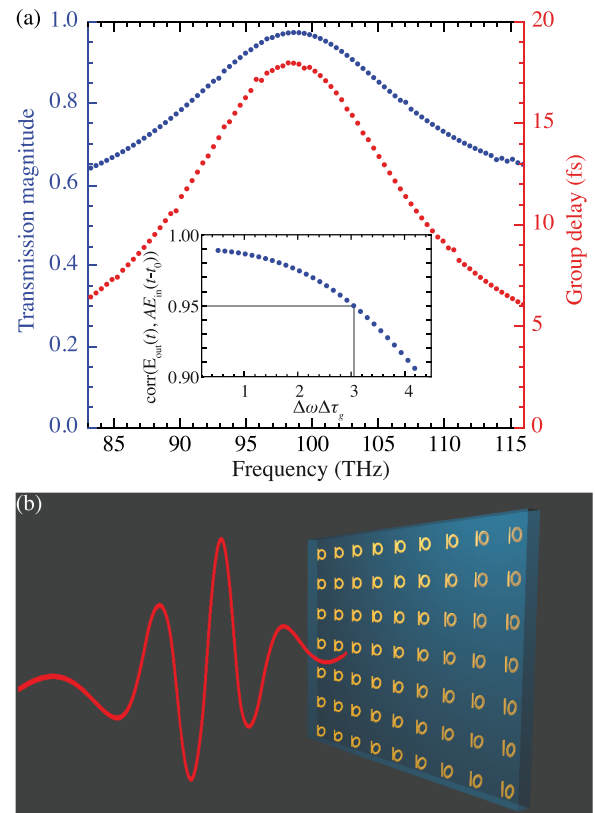 (a)
1.0
0.8
0.6
0.4
0.2
0.0
Transmission magnitude
20
15
10
5
0
Group delay (fs)
85 90 95 100 105 110 115
Frequency (THz)
1.00
0.95
0.90
corr(E_out(t), AE_in(t-t_0))
1 2 3 4
ΔωΔτ_g
(b)